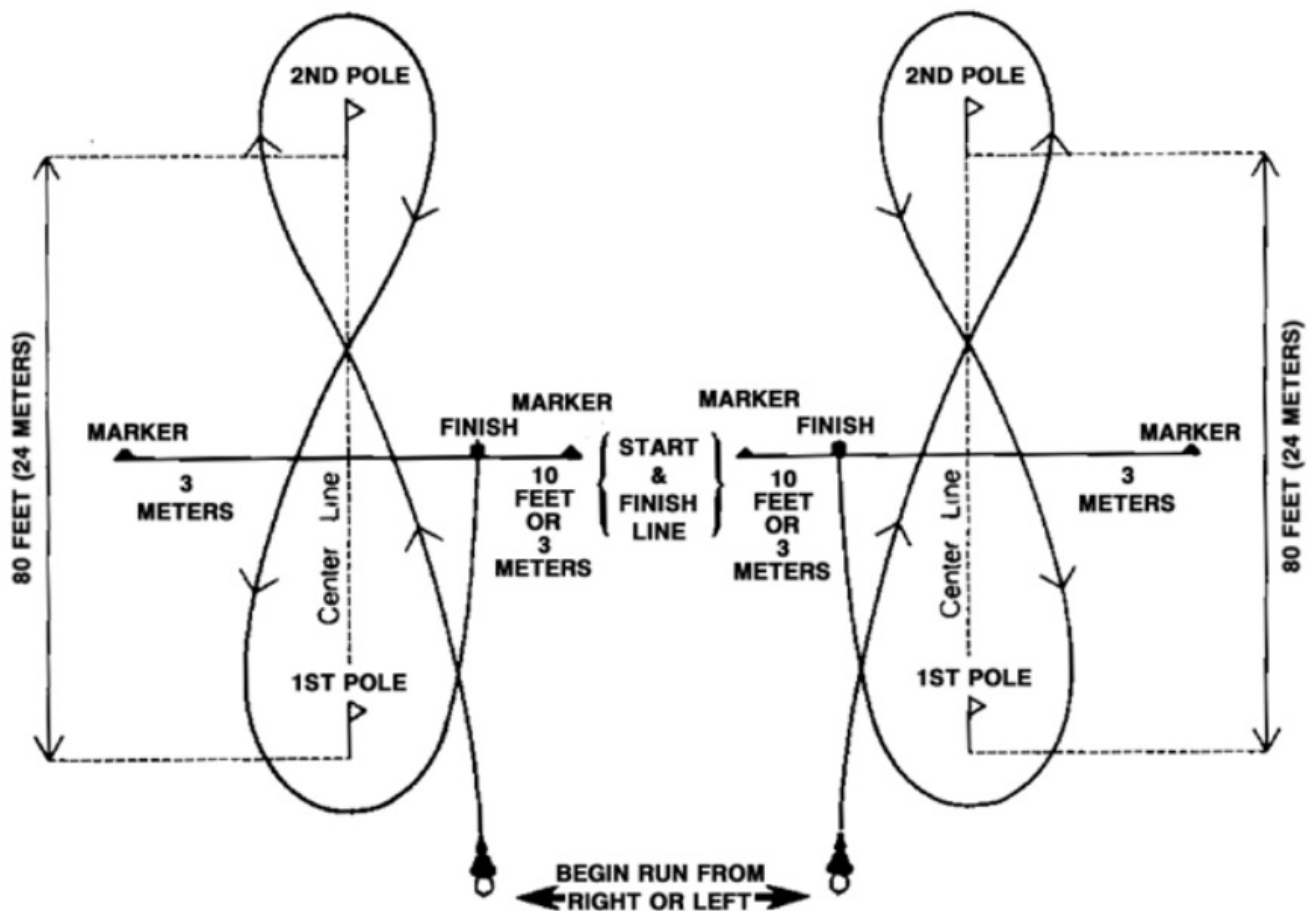 2ND POLE
80 FEET (24 METERS)
MARKER
3
METERS
FINISH
MARKER
10
FEET
OR
3
METERS
Center Line
1ST POLE
START
&
FINISH
LINE
2ND POLE
MARKER
FINISH
10
FEET
OR
3
METERS
MARKER
3
METERS
Center Line
1ST POLE
80 FEET (24 METERS)
BEGIN RUN FROM
RIGHT OR LEFT